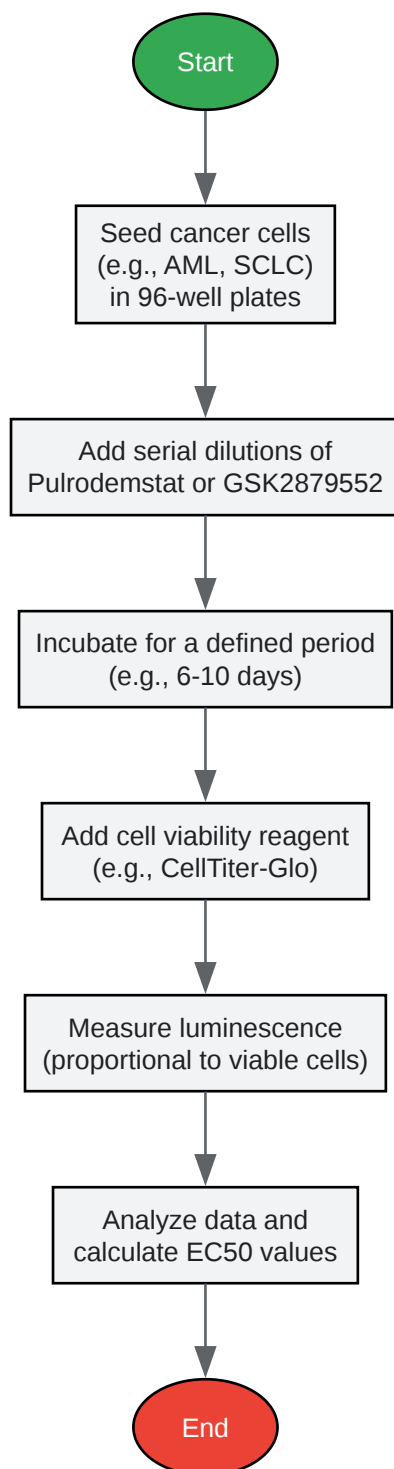 Start
Seed cancer cells
(e.g., AML, SCLC)
in 96-well plates
Add serial dilutions of
Pulrodemstat or GSK2879552
Incubate for a defined period
(e.g., 6-10 days)
Add cell viability reagent
(e.g., CellTiter-Glo)
Measure luminescence
(proportional to viable cells)
Analyze data and
calculate EC50 values
End